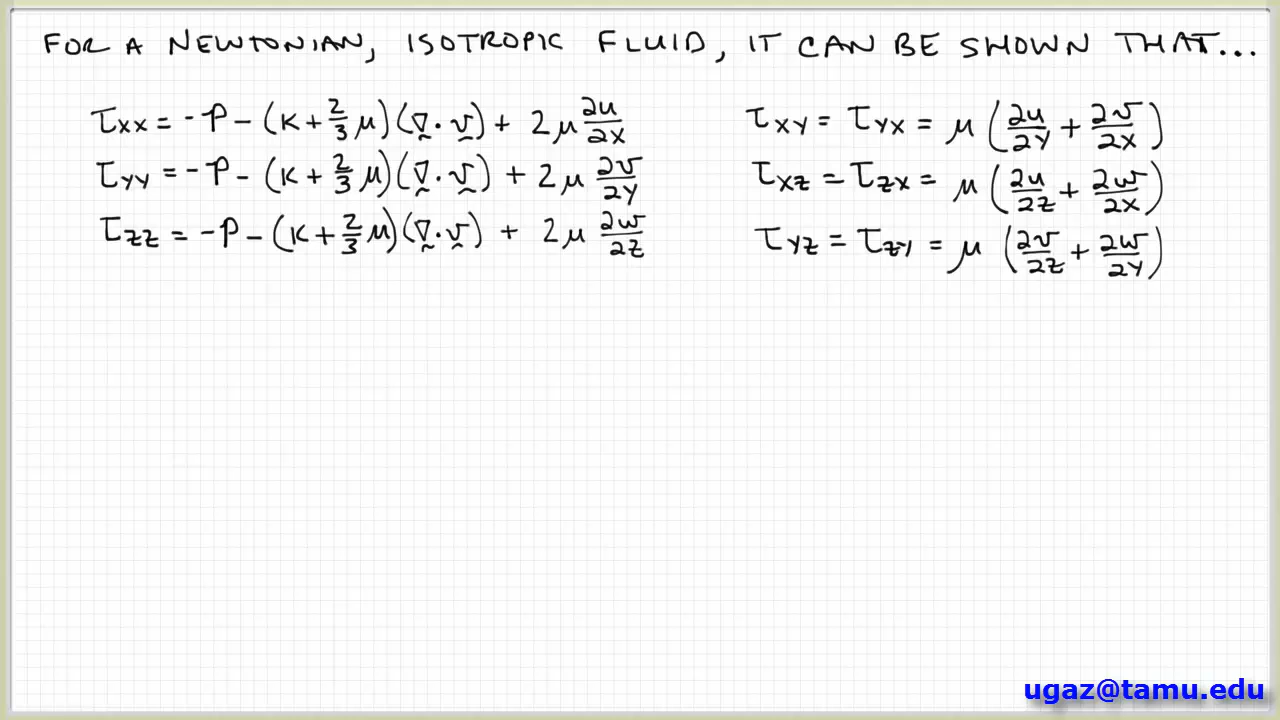 FOR A NEWTONIAN, ISOTROPIC FLUID, IT CAN BE SHOWN THAT...
τxx = -P - (κ + 2/3 μ)(∇ · v) + 2μ ∂u/∂x
τyy = -P - (κ + 2/3 μ)(∇ · v) + 2μ ∂v/∂y
τzz = -P - (κ + 2/3 μ)(∇ · v) + 2μ ∂w/∂z
τxy = τyx = μ (∂u/∂y + ∂v/∂x)
τxz = τzx = μ (∂u/∂z + ∂w/∂x)
τyz = τzy = μ (∂v/∂z + ∂w/∂y)
ugaz@tamu.edu